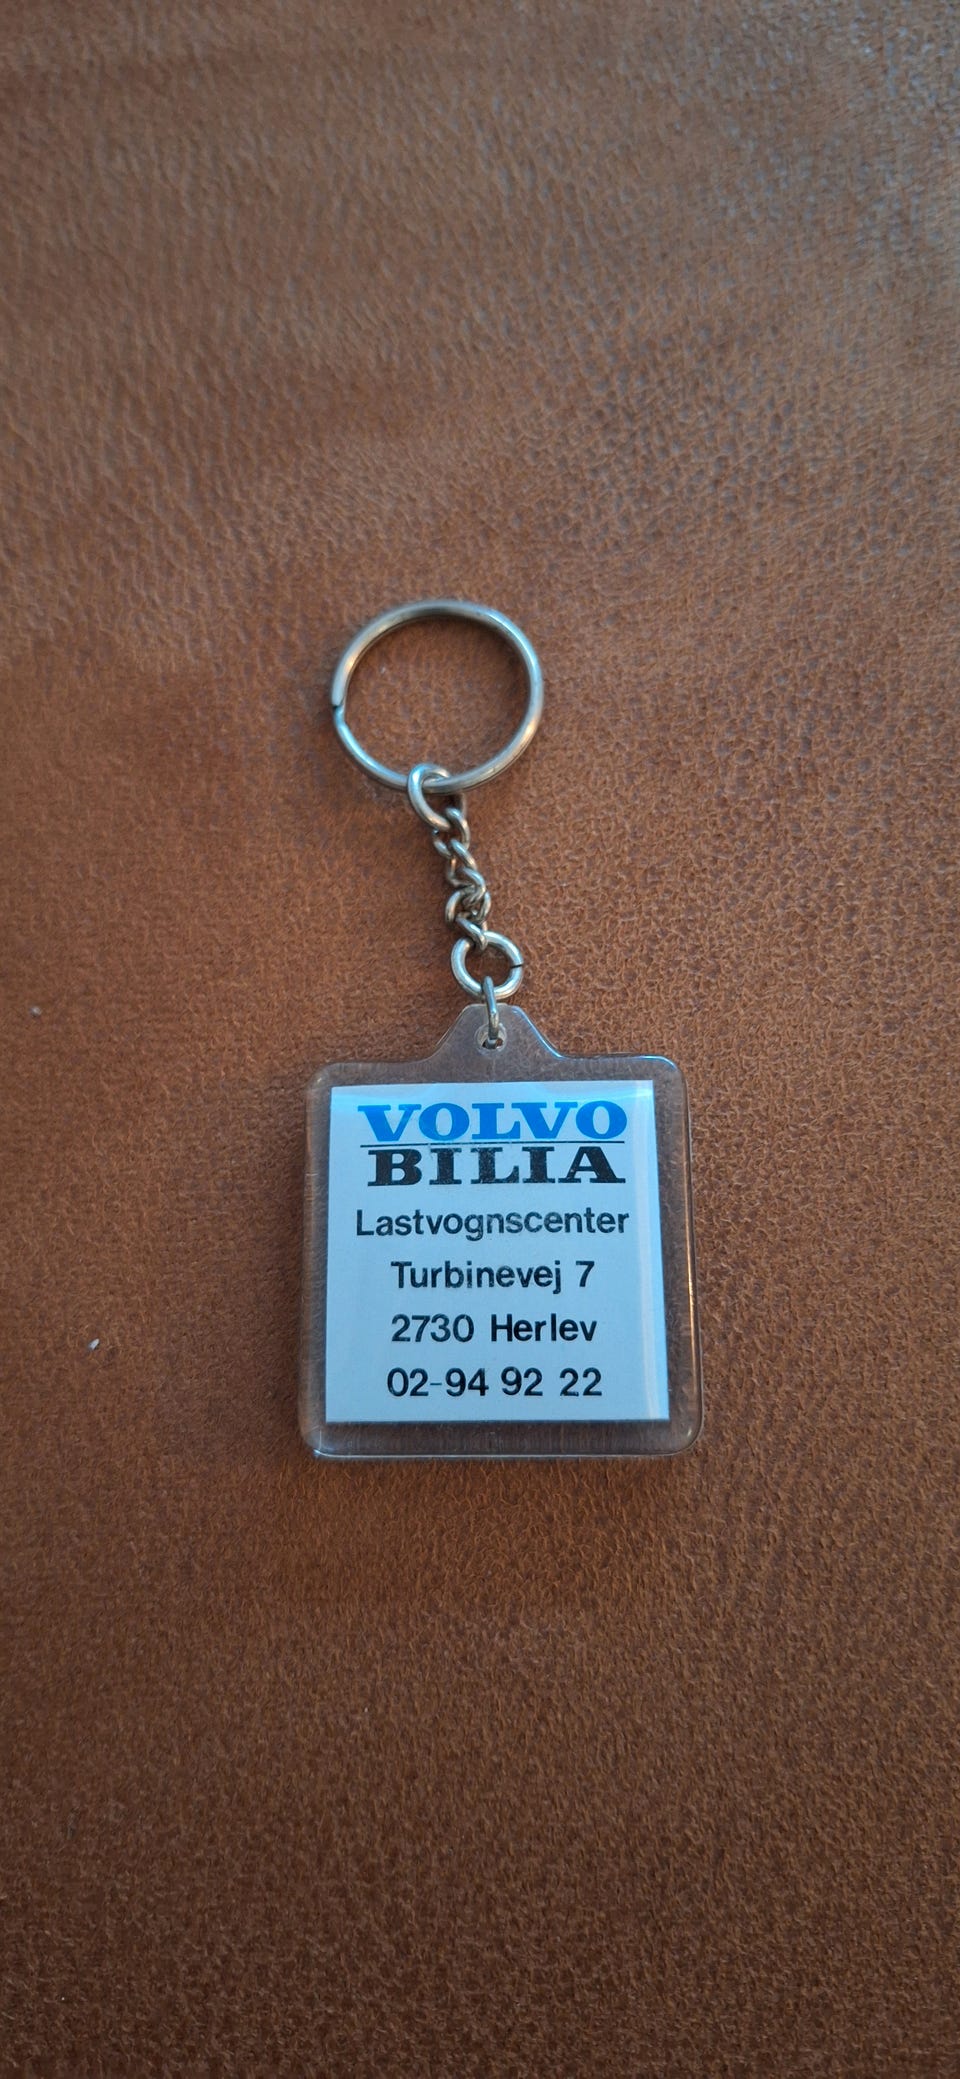 VOLVO
BILIA
Lastvognscenter
Turbinevej 7
2730 Herlev
02-94 92 22